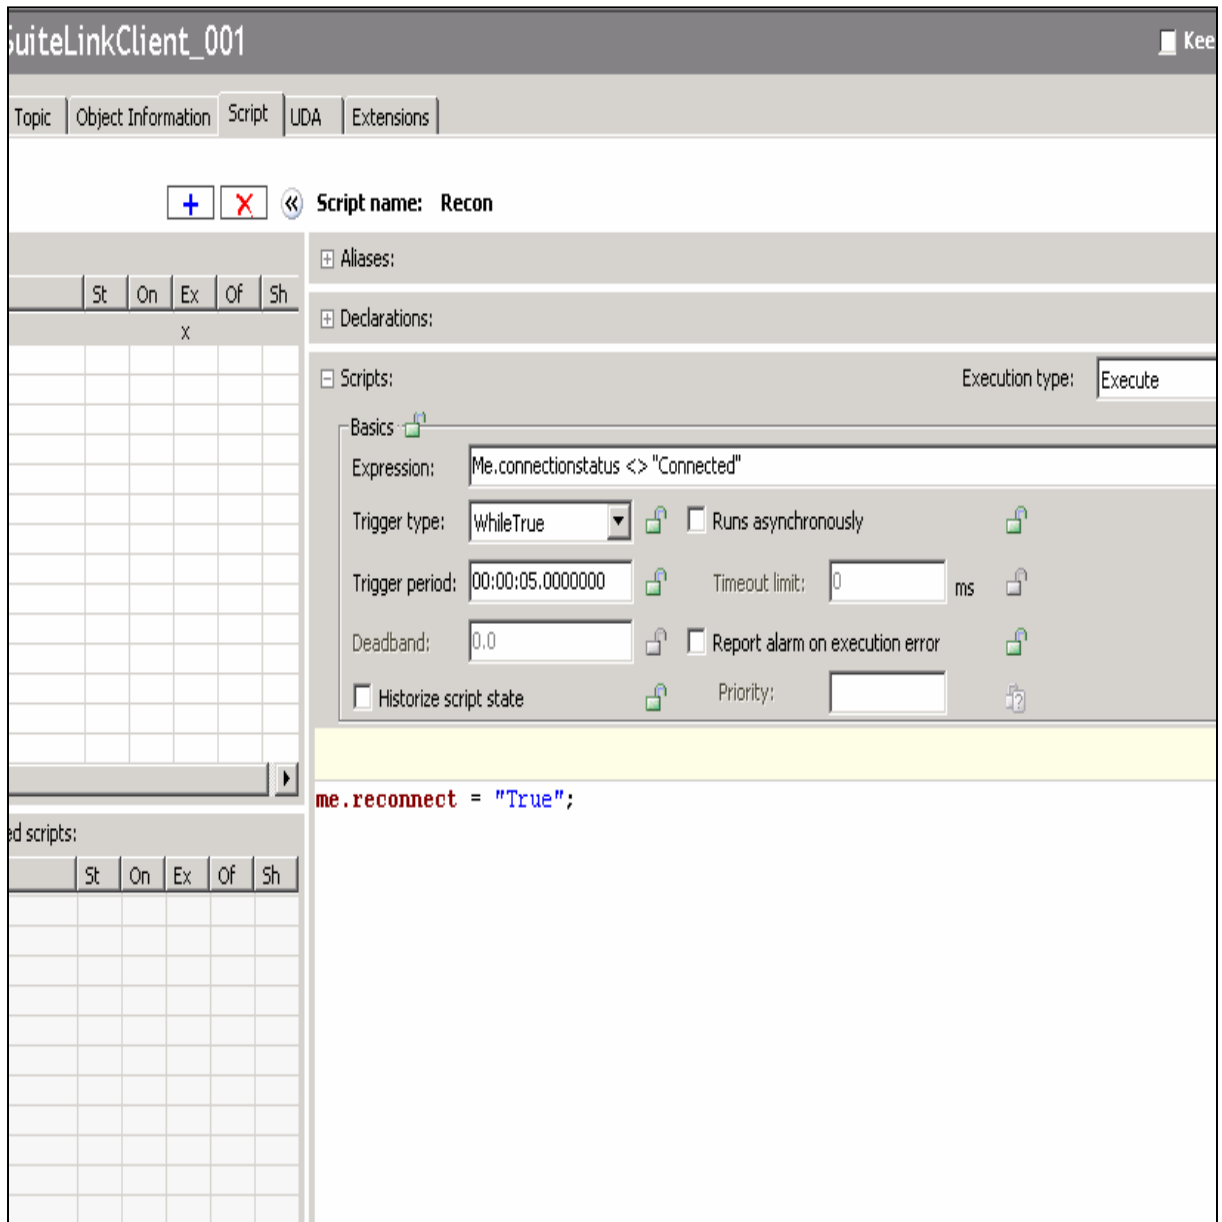 SuiteLinkClient_001
Kee
Topic Object Information Script UDA Extensions
+ X « Script name: Recon
Aliases:
St On Ex Of Sh
X
Declarations:
Scripts: Execution type: Execute
Basics
Expression: Me.connectionstatus <> "Connected"
Trigger type: WhileTrue Runs asynchronously
Trigger period: 00:00:05.0000000 Timeout limit: 0 ms
Deadband: 0.0 Report alarm on execution error
Historize script state Priority:
me.reconnect = "True";
ed scripts:
St On Ex Of Sh